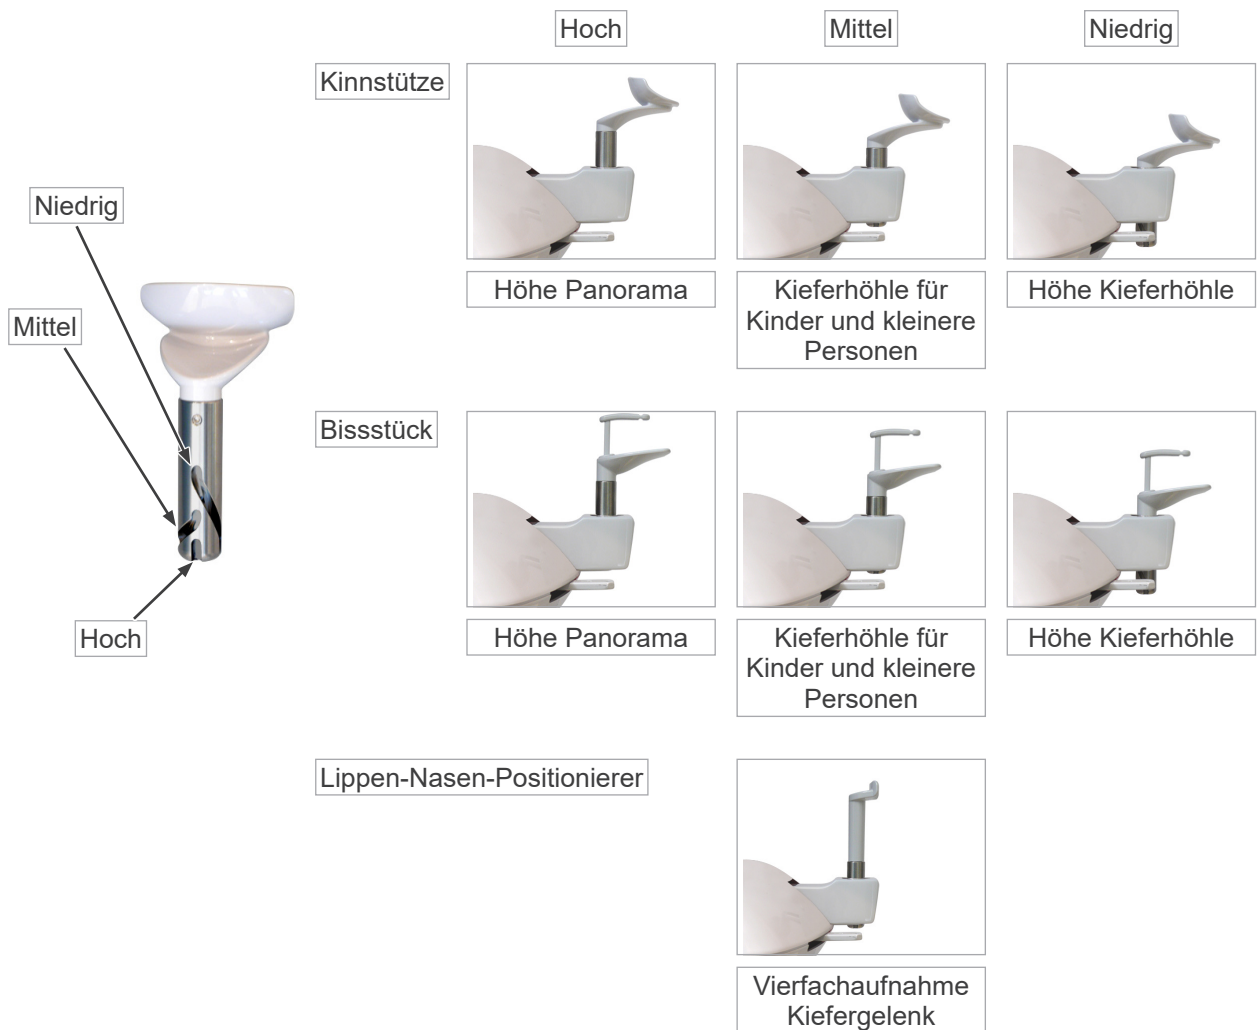 Hoch
Mittel
Niedrig
Kinnstütze
Höhe Panorama
Kieferhöhle für
Kinder und kleinere
Personen
Höhe Kieferhöhle
Niedrig
Mittel
Hoch
Bissstück
Höhe Panorama
Kieferhöhle für
Kinder und kleinere
Personen
Höhe Kieferhöhle
Lippen-Nasen-Positionierer
Vierfachaufnahme
Kiefergelenk